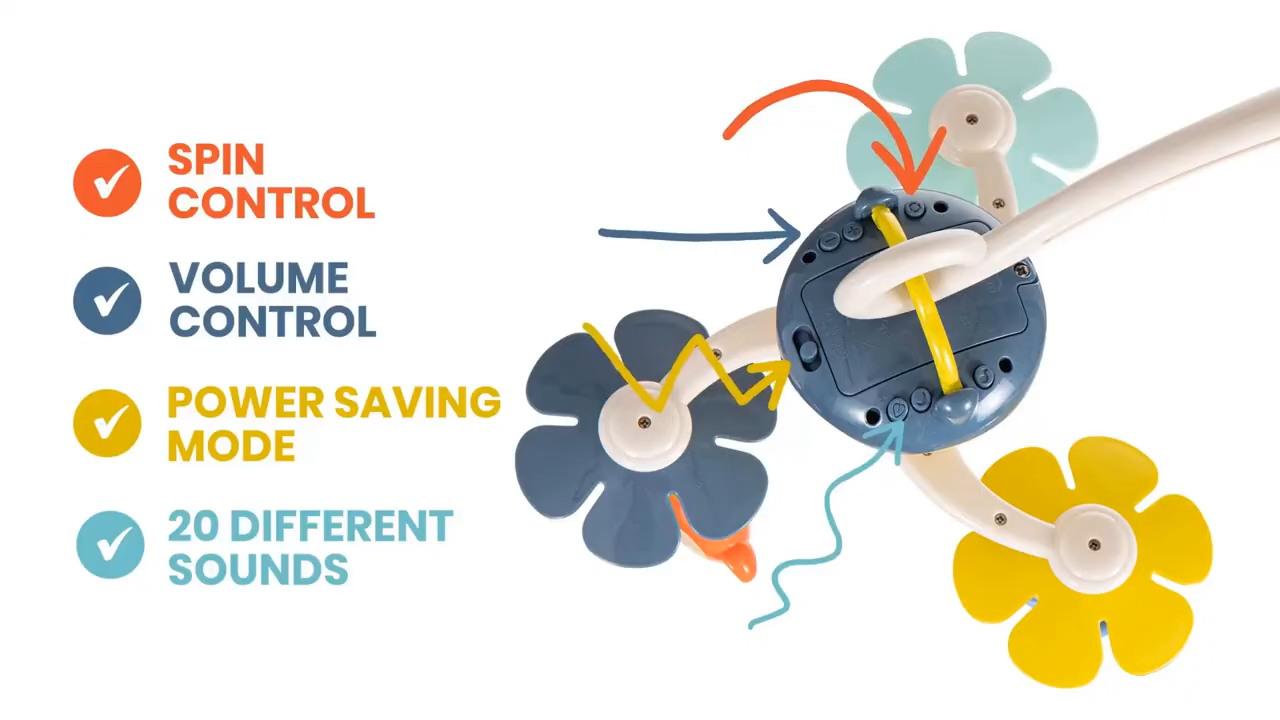 SPIN
CONTROL
VOLUME
CONTROL
POWER SAVING
MODE
20 DIFFERENT
SOUNDS